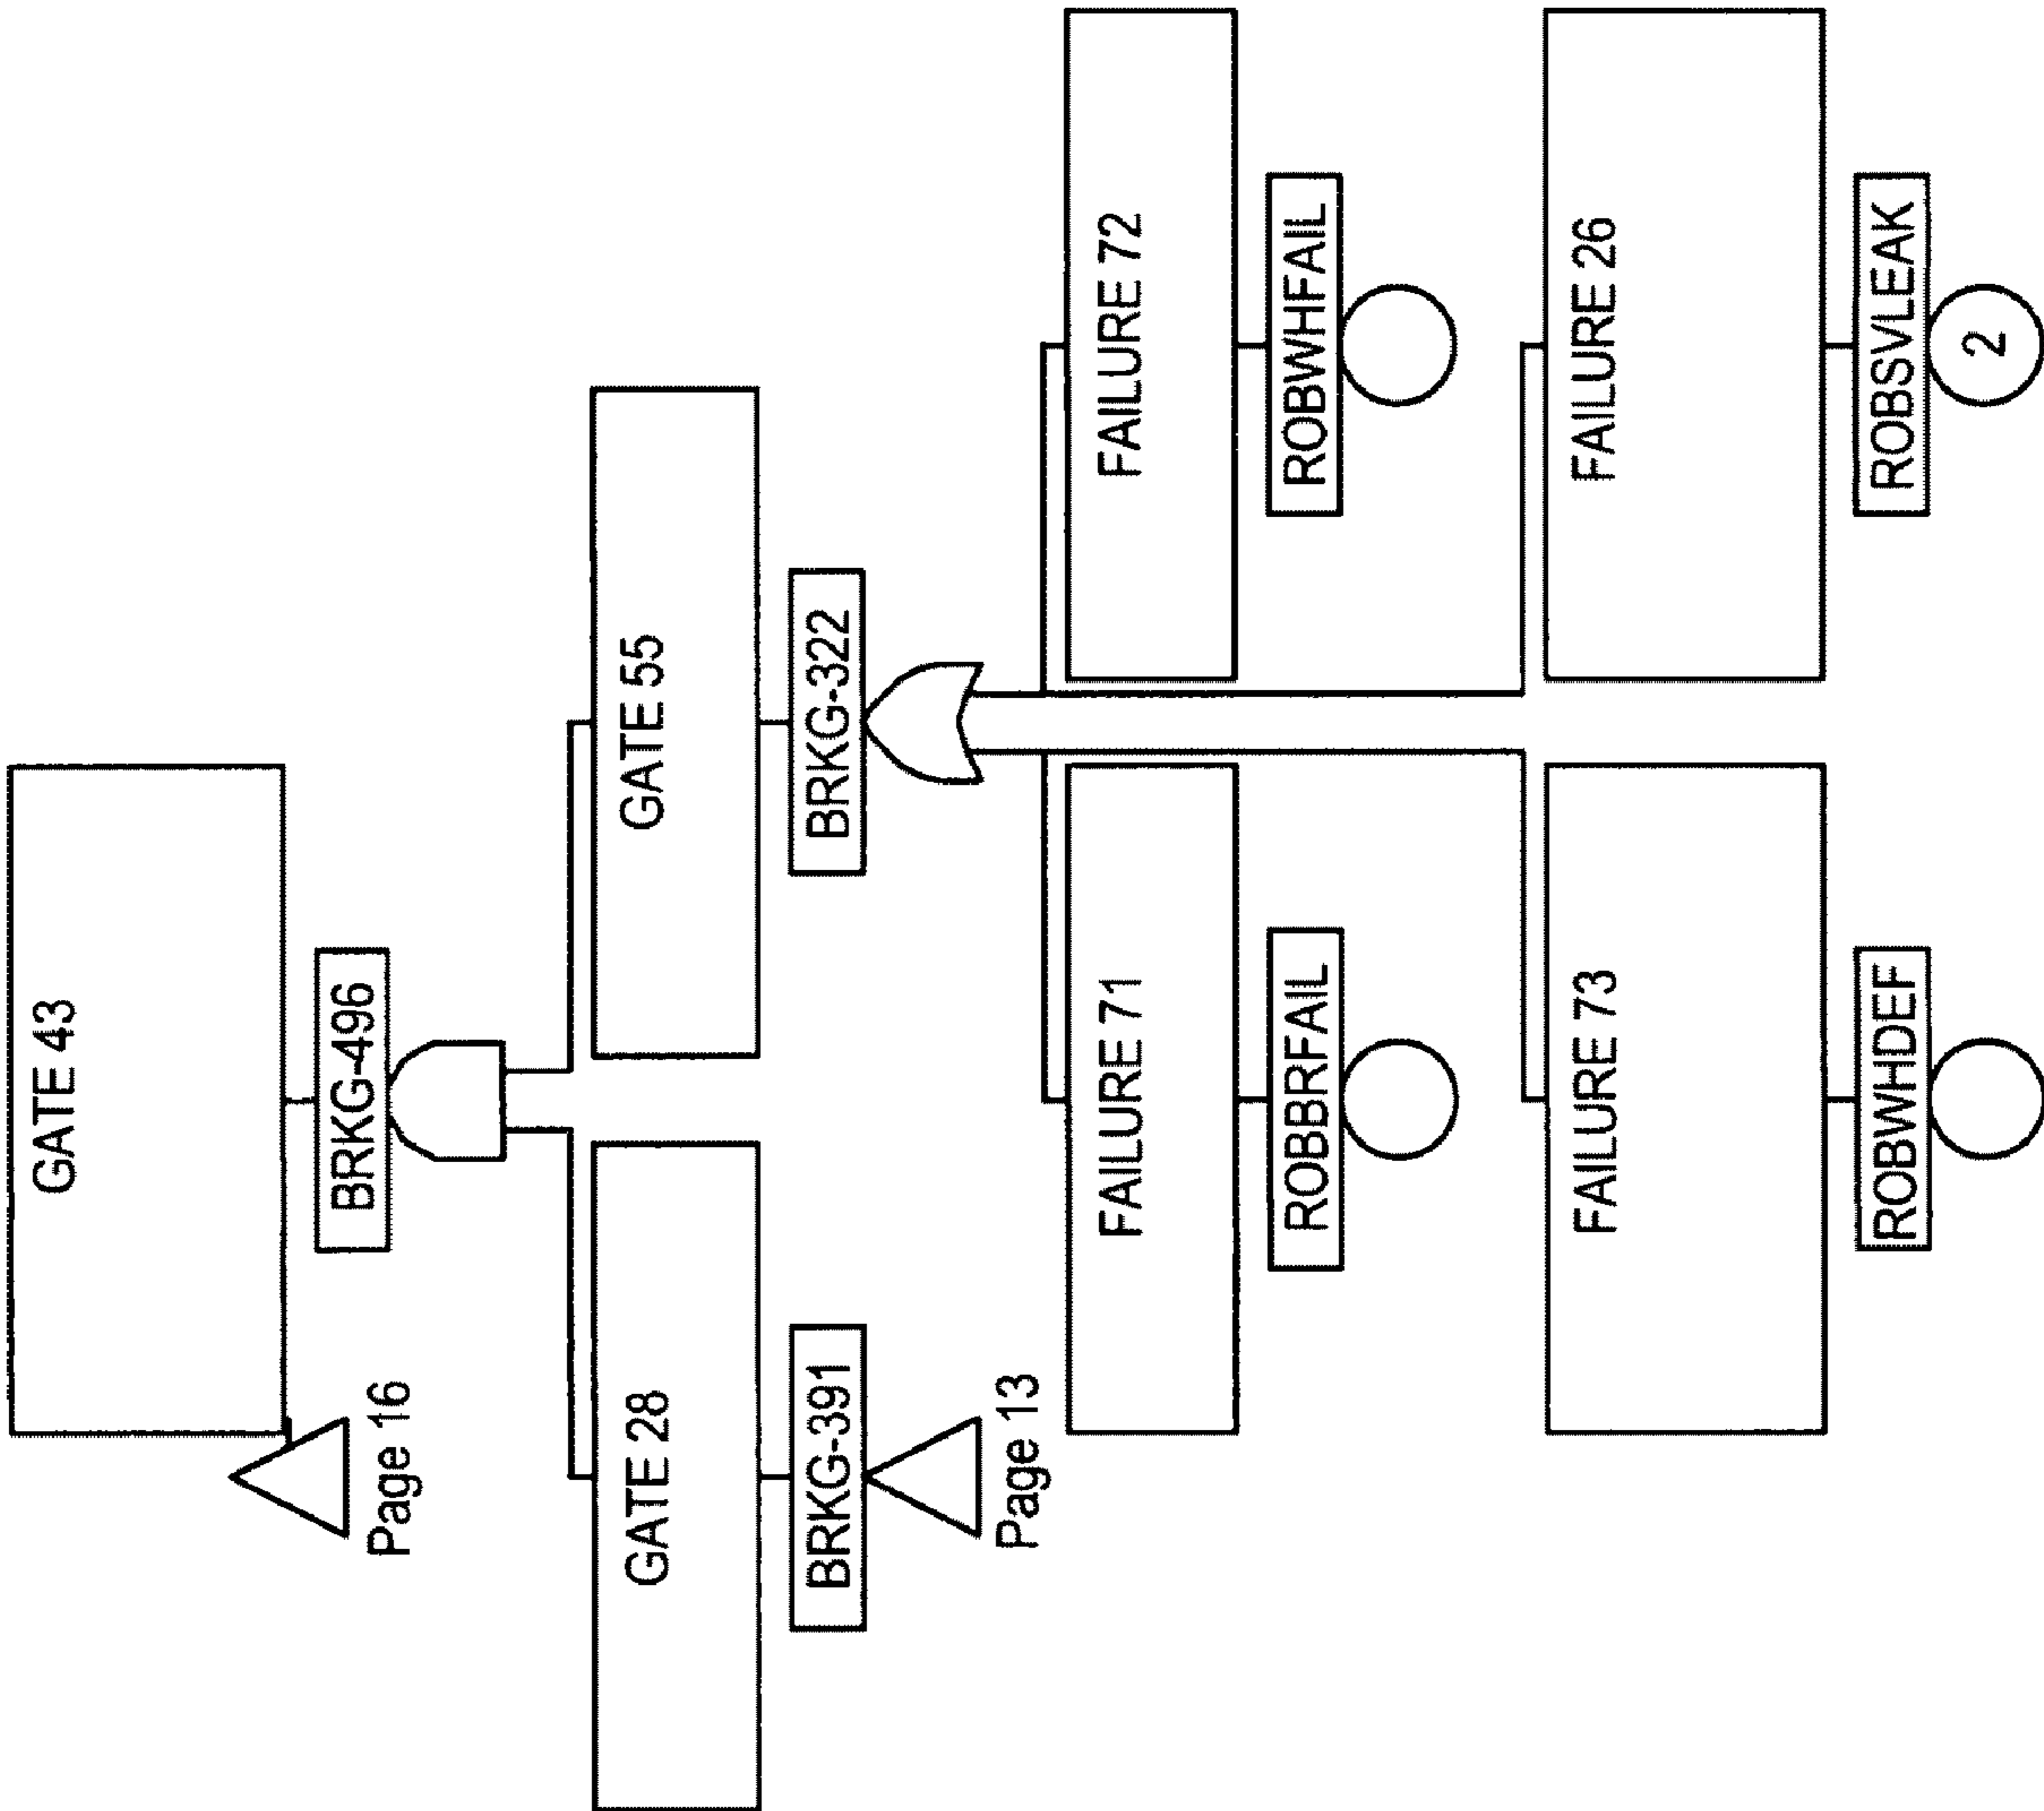 GATE 43
BRKG-496
Page 16
GATE 28
GATE 55
BRKG-391
BRKG-322
Page 13
FAILURE 71
FAILURE 72
ROBBRFAIL
ROBWHFAIL
FAILURE 73
FAILURE 26
ROBWHDEF
ROBSVLEAK
2